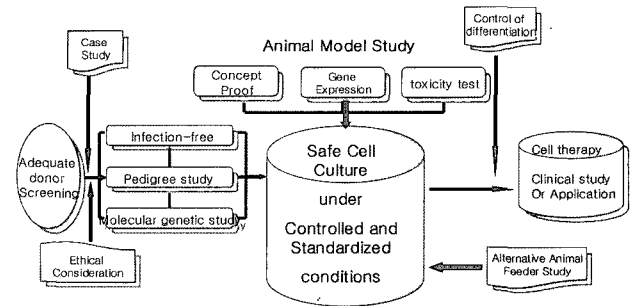 Control of
differentiation
Case
Study
Animal Model Study
Concept
Proof
Gene
Expression
toxicity test
Adequate
donor
Screening
Infection-free
Pedigree study
Molecular genetic study
Safe Cell
Culture
under
Controlled and
Standardized
conditions
Cell therapy
Clinical study
Or Application
Ethical
Consideration
Alternative Animal
Feeder Study